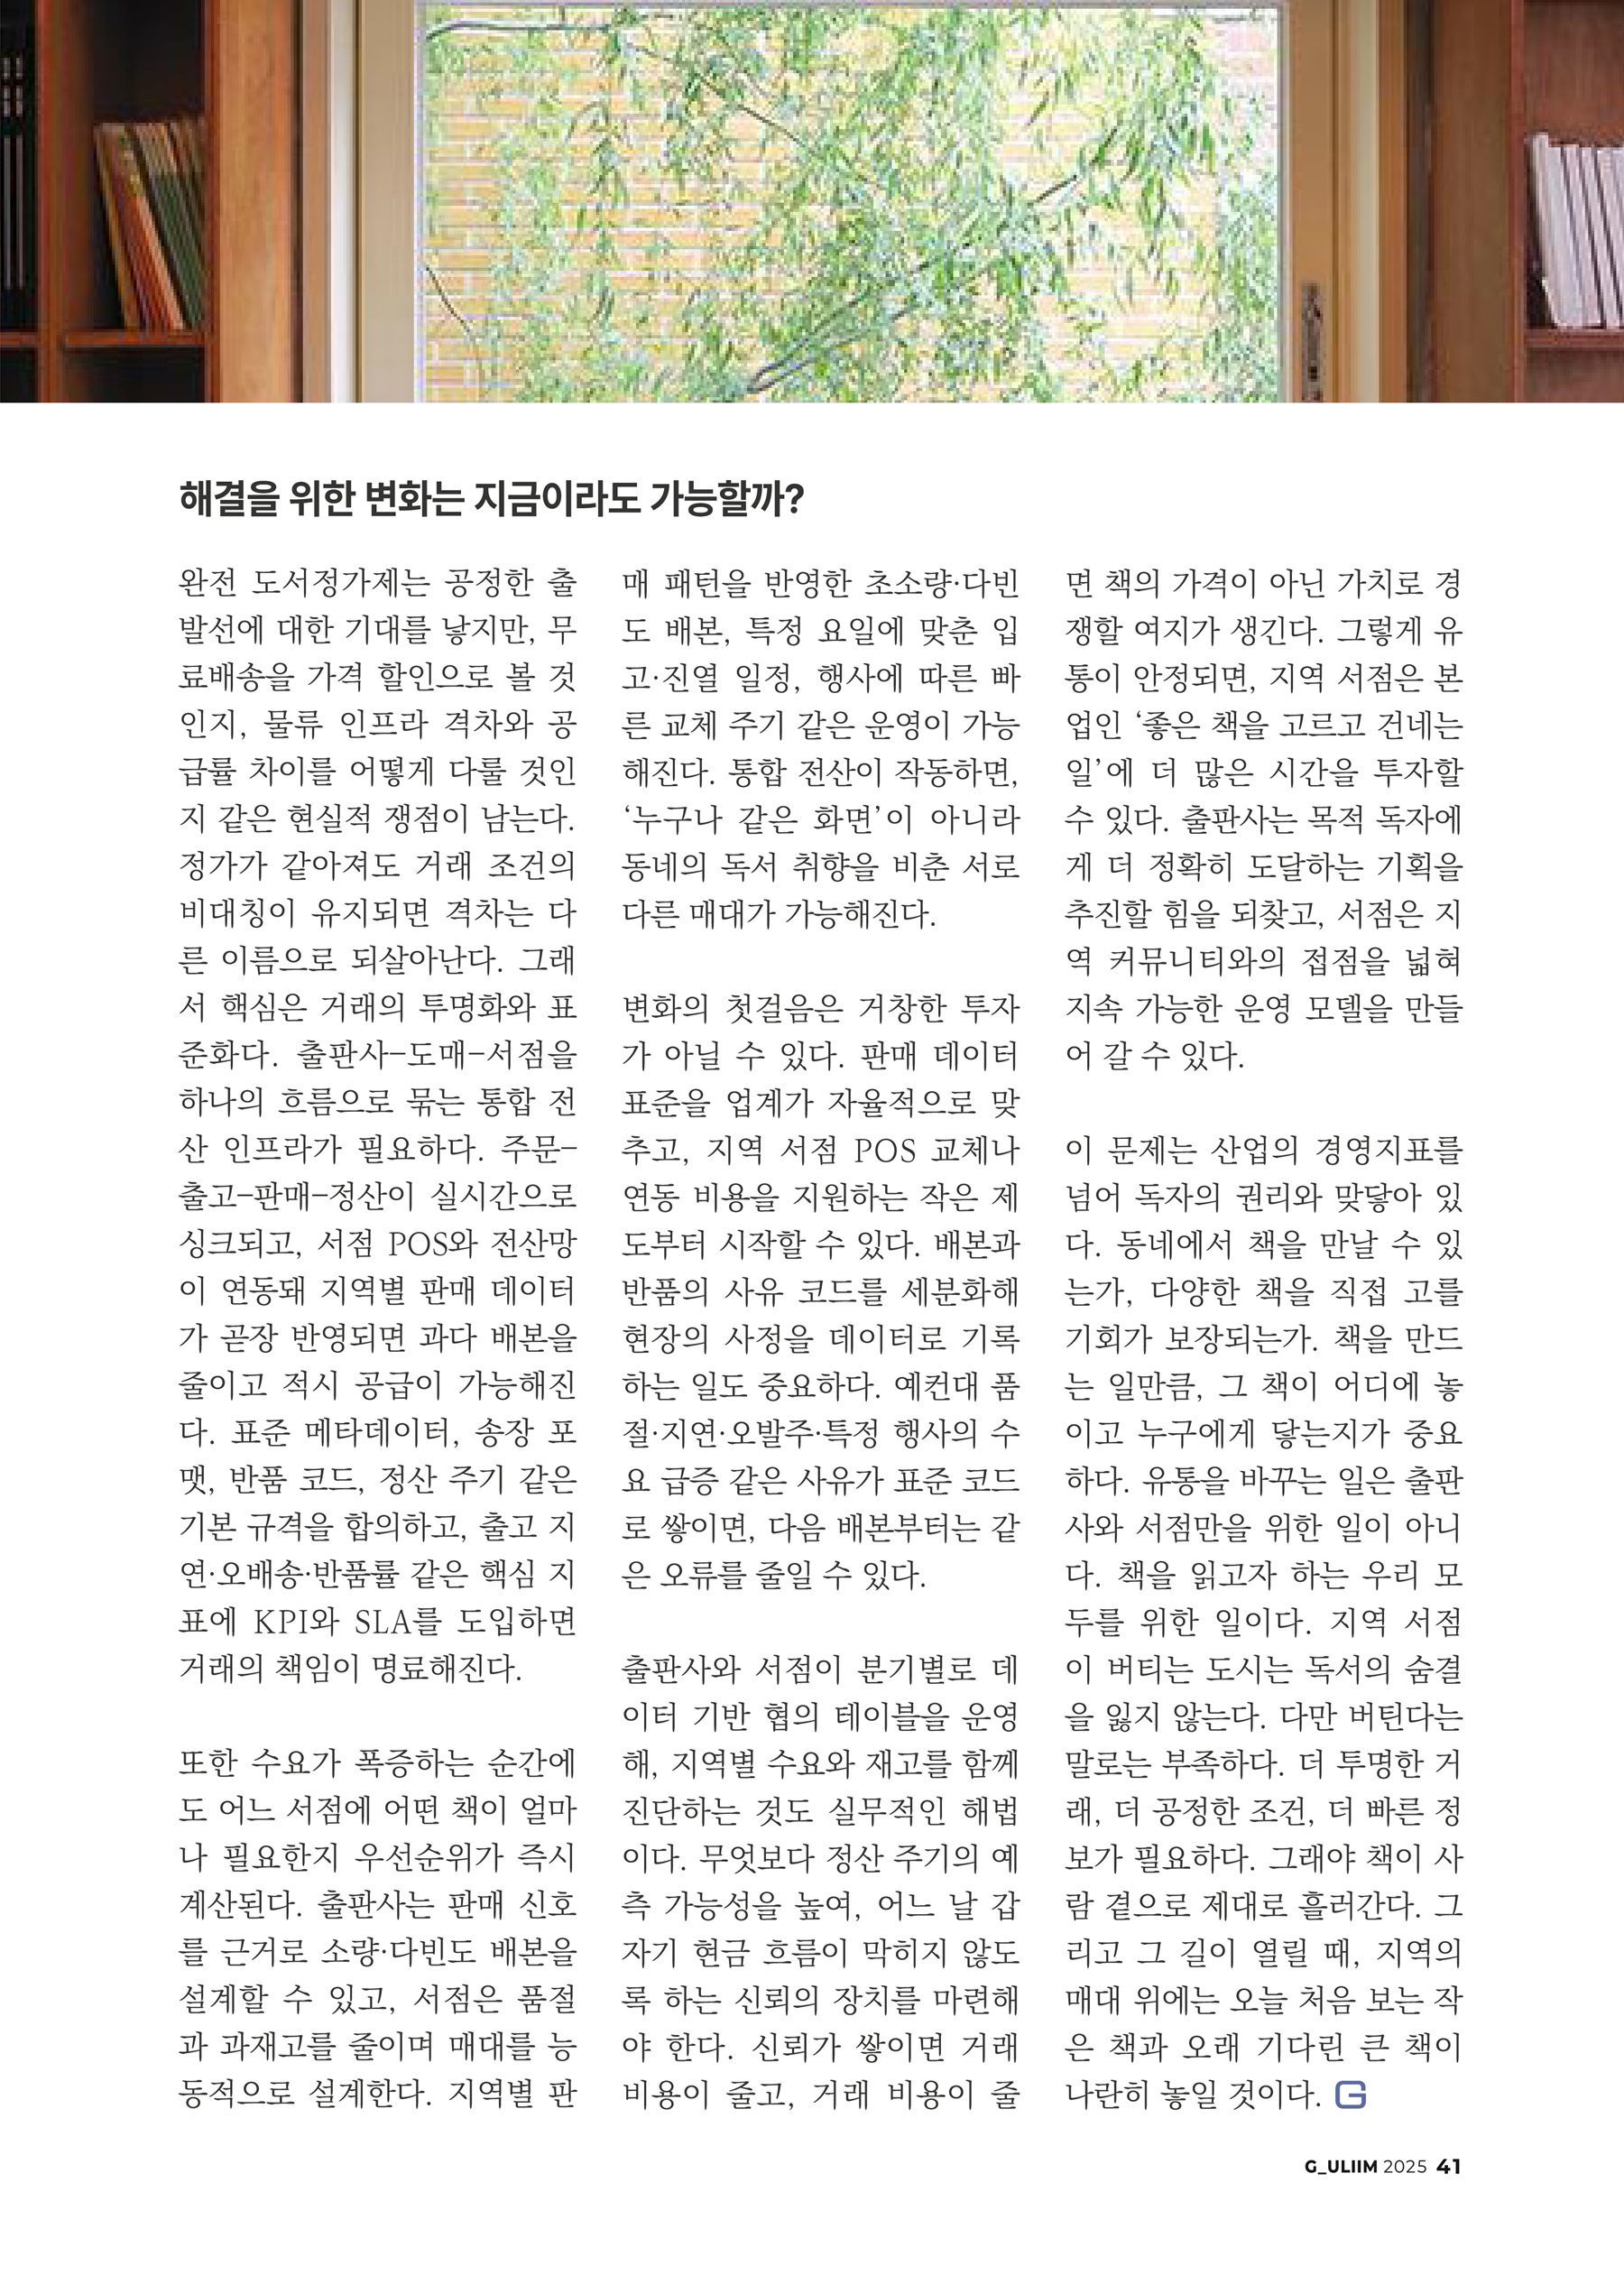 해결을 위한 변화는 지금이라도 가능할까?
완전 도서정가제는 공정한 출
발선에 대한 기대를 낳지만, 무
료배송을 가격 할인으로 볼 것
인지, 물류 인프라 격차와 공
급률 차이를 어떻게 다룰 것인
지 같은 현실적 쟁점이 남는다.
정가가 같아져도 거래 조건의
비대칭이 유지되면 격차는 다
른 이름으로 되살아난다. 그래
서 핵심은 거래의 투명화와 표
준화다. 출판사–도매–서점을
하나의 흐름으로 묶는 통합 전
산 인프라가 필요하다. 주문–
출고–판매–정산이 실시간으로
싱크되고, 서점 POS와 전산망
이 연동돼 지역별 판매 데이터
가 곧장 반영되면 과다 배본을
줄이고 적시 공급이 가능해진
다. 표준 메타데이터, 송장 포
맷, 반품 코드, 정산 주기 같은
기본 규격을 합의하고, 출고 지
연·오배송·반품률 같은 핵심 지
표에 KPI와 SLA를 도입하면
거래의 책임이 명료해진다.
또한 수요가 폭증하는 순간에
도 어느 서점에 어떤 책이 얼마
나 필요한지 우선순위가 즉시
계산된다. 출판사는 판매 신호
를 근거로 소량·다빈도 배본을
설계할 수 있고, 서점은 품절
과 과재고를 줄이며 매대를 능
동적으로 설계한다. 지역별 판
매 패턴을 반영한 초소량·다빈
도 배본, 특정 요일에 맞춘 입
고·진열 일정, 행사에 따른 빠
른 교체 주기 같은 운영이 가능
해진다. 통합 전산이 작동하면,
‘누구나 같은 화면’이 아니라
동네의 독서 취향을 비춘 서로
다른 매대가 가능해진다.
변화의 첫걸음은 거창한 투자
가 아닐 수 있다. 판매 데이터
표준을 업계가 자율적으로 맞
추고, 지역 서점 POS 교체나
연동 비용을 지원하는 작은 제
도부터 시작할 수 있다. 배본과
반품의 사유 코드를 세분화해
현장의 사정을 데이터로 기록
하는 일도 중요하다. 예컨대 품
절·지연·오발주·특정 행사의 수
요 급증 같은 사유가 표준 코드
로 쌓이면, 다음 배본부터는 같
은 오류를 줄일 수 있다.
출판사와 서점이 분기별로 데
이터 기반 협의 테이블을 운영
해, 지역별 수요와 재고를 함께
진단하는 것도 실무적인 해법
이다. 무엇보다 정산 주기의 예
측 가능성을 높여, 어느 날 갑
자기 현금 흐름이 막히지 않도
록 하는 신뢰의 장치를 마련해
야 한다. 신뢰가 쌓이면 거래
비용이 줄고, 거래 비용이 줄
면 책의 가격이 아닌 가치로 경
쟁할 여지가 생긴다. 그렇게 유
통이 안정되면, 지역 서점은 본
업인 ‘좋은 책을 고르고 건네는
일’에 더 많은 시간을 투자할
수 있다. 출판사는 목적 독자에
게 더 정확히 도달하는 기획을
추진할 힘을 되찾고, 서점은 지
역 커뮤니티와의 접점을 넓혀
지속 가능한 운영 모델을 만들
어 갈 수 있다.
이 문제는 산업의 경영지표를
넘어 독자의 권리와 맞닿아 있
다. 동네에서 책을 만날 수 있
는가, 다양한 책을 직접 고를
기회가 보장되는가. 책을 만드
는 일만큼, 그 책이 어디에 놓
이고 누구에게 닿는지가 중요
하다. 유통을 바꾸는 일은 출판
사와 서점만을 위한 일이 아니
다. 책을 읽고자 하는 우리 모
두를 위한 일이다. 지역 서점
이 버티는 도시는 독서의 숨결
을 잃지 않는다. 다만 버틴다는
말로는 부족하다. 더 투명한 거
래, 더 공정한 조건, 더 빠른 정
보가 필요하다. 그래야 책이 사
람 곁으로 제대로 흘러간다. 그
리고 그 길이 열릴 때, 지역의
매대 위에는 오늘 처음 보는 작
은 책과 오래 기다린 큰 책이
나란히 놓일 것이다. G
G_ULIIM 2025 41